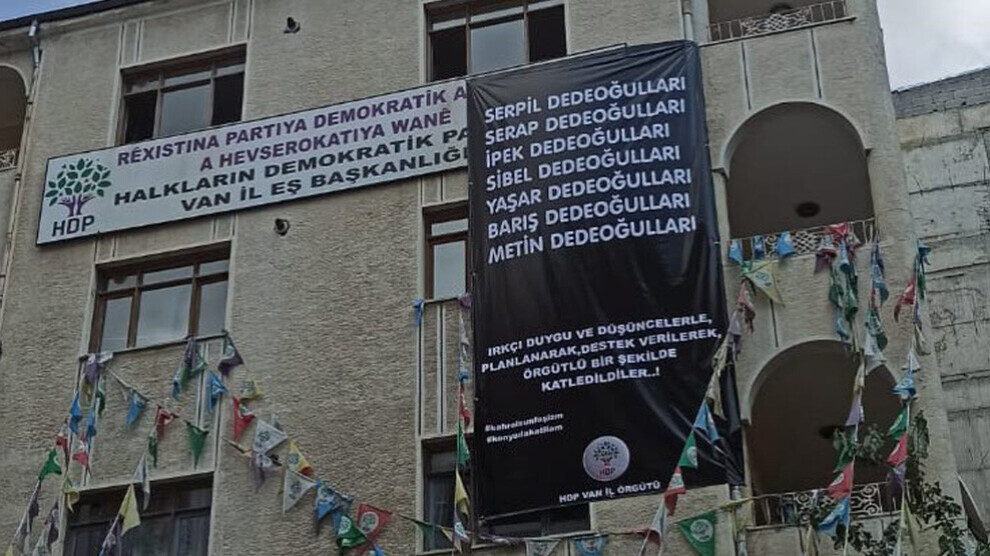 RÊXISTINA PARTIYA DEMOKRATÎK A
A HEVSEROKATIYA WANÊ
HALKLARIN DEMOKRATİK PA
VAN İL EŞ BAŞKANLIĞI
HDP
SERPİL DEDEOĞULLARI
SERAP DEDEOĞULLARI
İPEK DEDEOĞULLARI
SİBEL DEDEOĞULLARI
YAŞAR DEDEOĞULLARI
BARIŞ DEDEOĞULLARI
METİN DEDEOĞULLARI
IRKÇI DUYGU VE DÜŞÜNCELERLE,
PLANLANARAK,DESTEK VERİLEREK,
ÖRGÜTLÜ BİR ŞEKİLDE
KATLEDİLDİLER..!
#kahrolsunfaşizm
#konyadakatliam
HDP
HDP VAN İL ÖRGÜTÜ